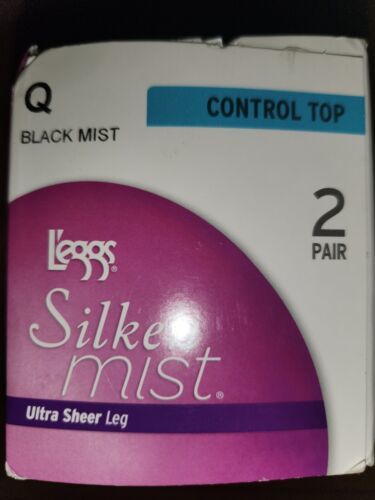 Q
CONTROL TOP
BLACK MIST
2
PAIR
L'eggs®
Silken
mist®
Ultra Sheer Leg